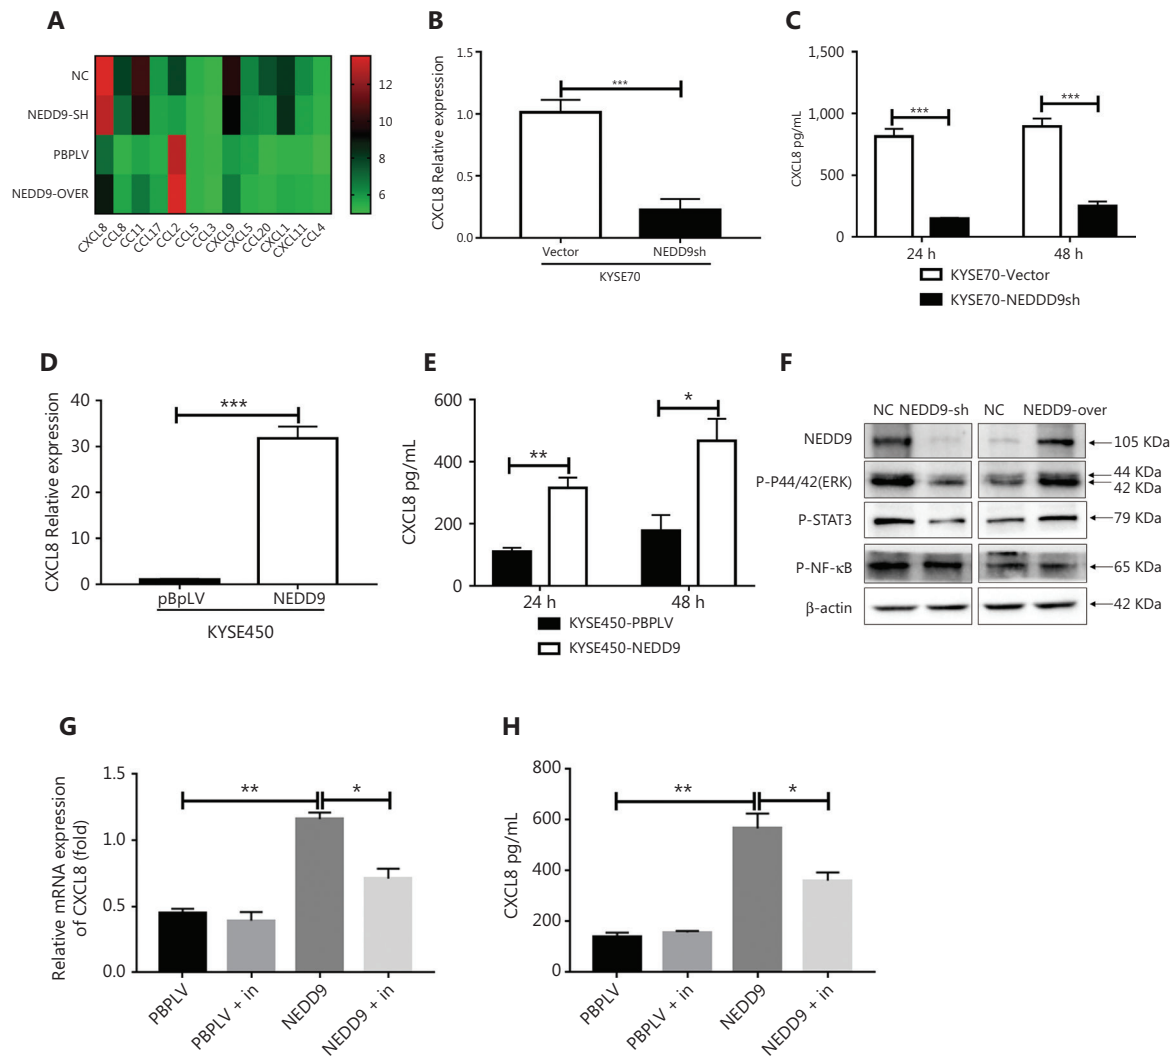 A
NC
NEDD9-SH
PBPLV
NEDD9-OVER
12
10
8
6
CXCL8
CCL8
CC11
CCL17
CCL2
CCL5
CCL3
CXCL9
CXCL5
CCL20
CXCL1
CXCL11
CCL4
B
CXCL8 Relative expression
1.5
1.0
0.5
0.0
***
Vector
NEDD9sh
KYSE70
C
CXCL8 pg/mL
1,500
1,000
500
0
***
***
24 h
48 h
KYSE70-Vector
KYSE70-NEDDD9sh
D
CXCL8 Relative expression
40
30
20
10
0
***
pBpLV
NEDD9
KYSE450
E
CXCL8 pg/mL
600
400
200
0
**
*
24 h
48 h
KYSE450-PBPLV
KYSE450-NEDD9
F
NC NEDD9-sh NC NEDD9-over
NEDD9
105 KDa
P-P44/42(ERK)
44 KDa
42 KDa
P-STAT3
79 KDa
P-NF-κB
65 KDa
β-actin
42 KDa
G
Relative mRNA expression
of CXCL8 (fold)
1.5
1.0
0.5
0.0
**
*
PBPLV
PBPLV + in
NEDD9
NEDD9 + in
H
CXCL8 pg/mL
800
600
400
200
0
**
*
PBPLV
PBPLV + in
NEDD9
NEDD9 + in